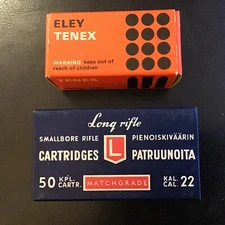 ELEY
TENEX
WARNING keep out of
reach of children
TENEX
Long rifle
SMALLBORE RIFLE PIENOISKIVÄÄRIN
CARTRIDGES L PATRUUNOITA
50 KPL. CARTR. MATCHGRADE KAL. CAL. 22